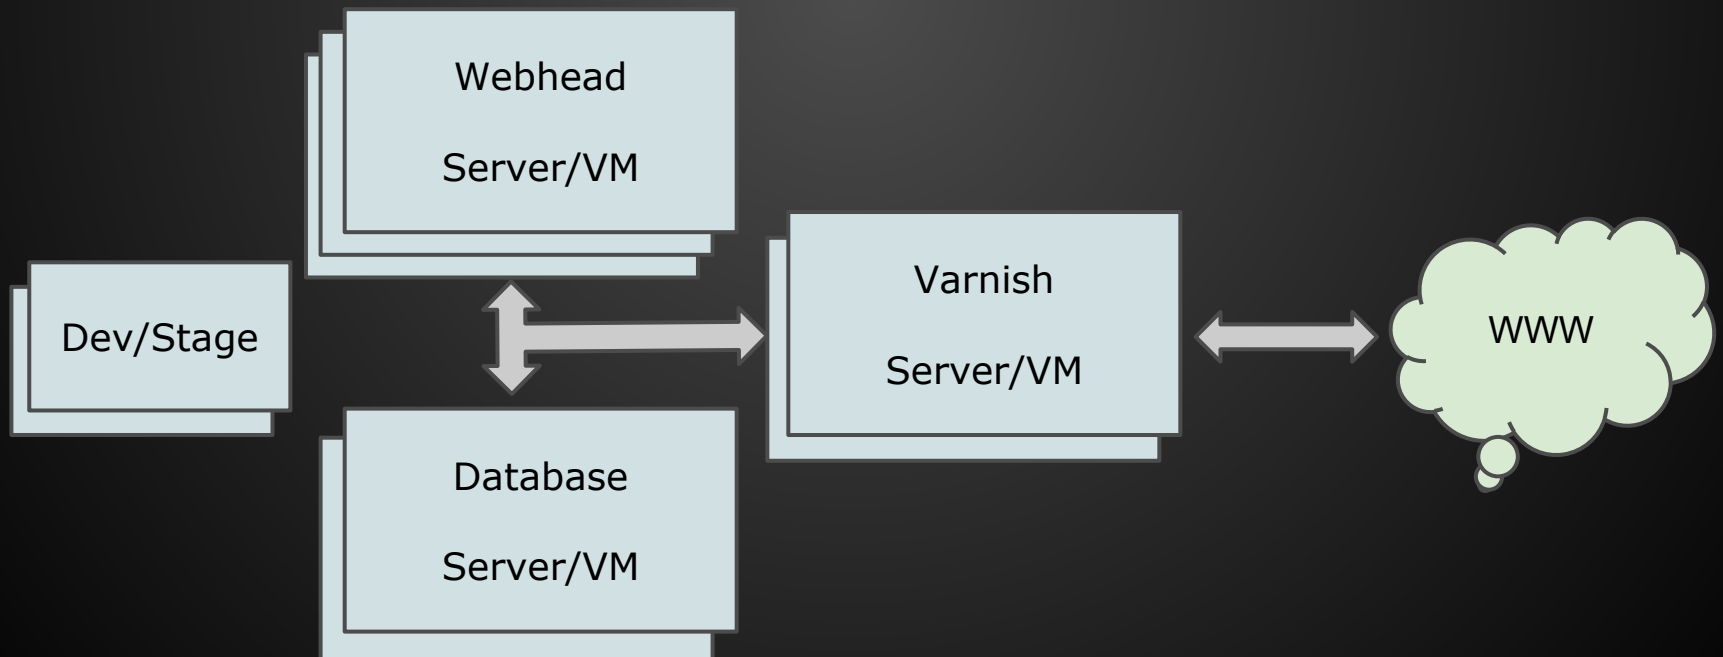 Webhead
Server/VM
Dev/Stage
Varnish
Server/VM
WWW
Database
Server/VM